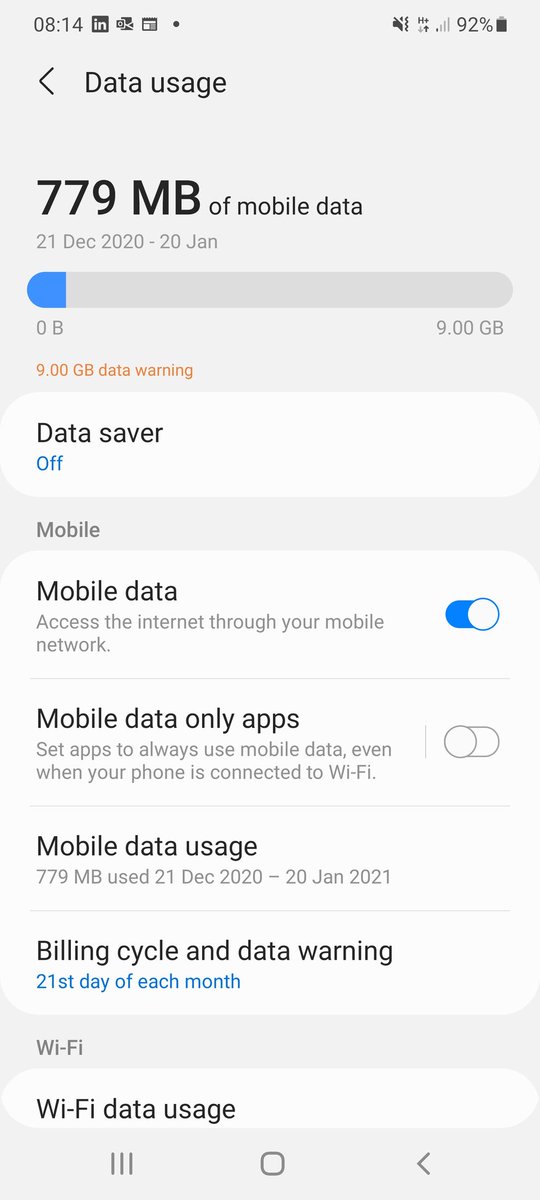 08:14 in 92%
Data usage
779 MB of mobile data
21 Dec 2020 - 20 Jan
0 B 9.00 GB
9.00 GB data warning
Data saver
Off
Mobile
Mobile data
Access the internet through your mobile
network.
Mobile data only apps
Set apps to always use mobile data, even
when your phone is connected to Wi-Fi.
Mobile data usage
779 MB used 21 Dec 2020 – 20 Jan 2021
Billing cycle and data warning
21st day of each month
Wi-Fi
Wi-Fi data usage